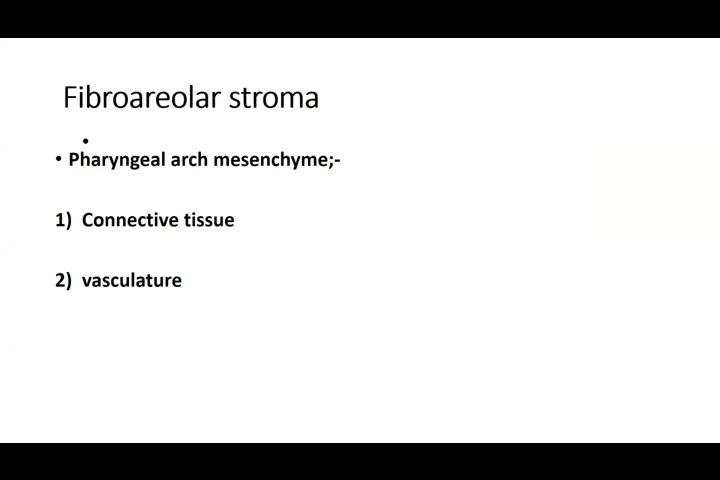 Fibroareolar stroma
•
• Pharyngeal arch mesenchyme;-
1) Connective tissue
2) vasculature